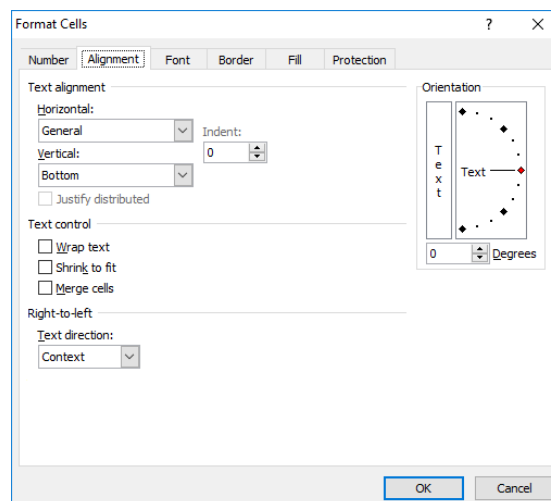 Format Cells
?
Number Alignment Font Border Fill Protection
Text alignment
Horizontal:
General
Indent:
0
Vertical:
Bottom
Justify distributed
Text control
Wrap text
Shrink to fit
Merge cells
Right-to-left
Text direction:
Context
Orientation
Text
Text
0 Degrees
OK Cancel